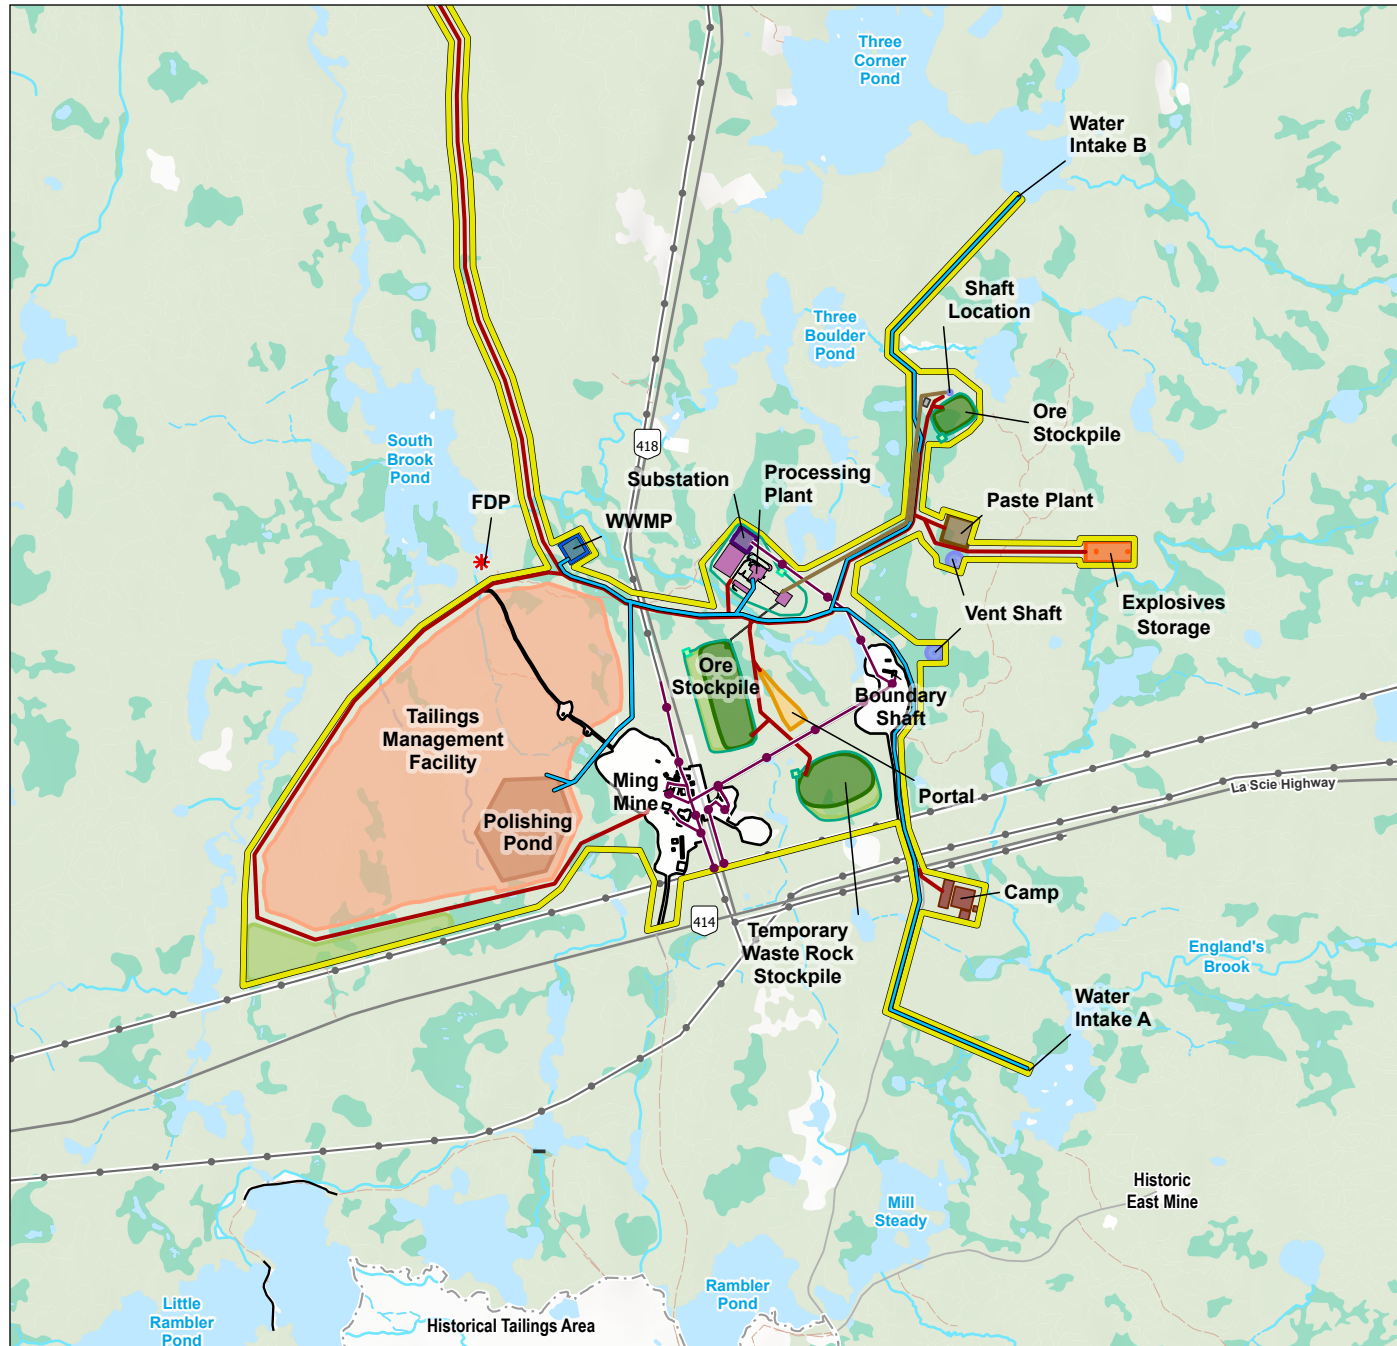 Three
Corner
Pond
Water
Intake B
Shaft
Location
Three
Boulder
Pond
Ore
Stockpile
418
South
Brook
Pond
Substation
Processing
Plant
FDP
WWMP
Paste Plant
Vent Shaft
Explosives
Storage
Ore
Stockpile
Boundary
Shaft
Tailings
Management
Facility
Ming
Mine
Portal
La Scie Highway
Polishing
Pond
Camp
414
Temporary
Waste Rock
Stockpile
England's
Brook
Water
Intake A
Historic
East Mine
Mill
Steady
Rambler
Pond
Little
Rambler
Pond
Historical Tailings Area